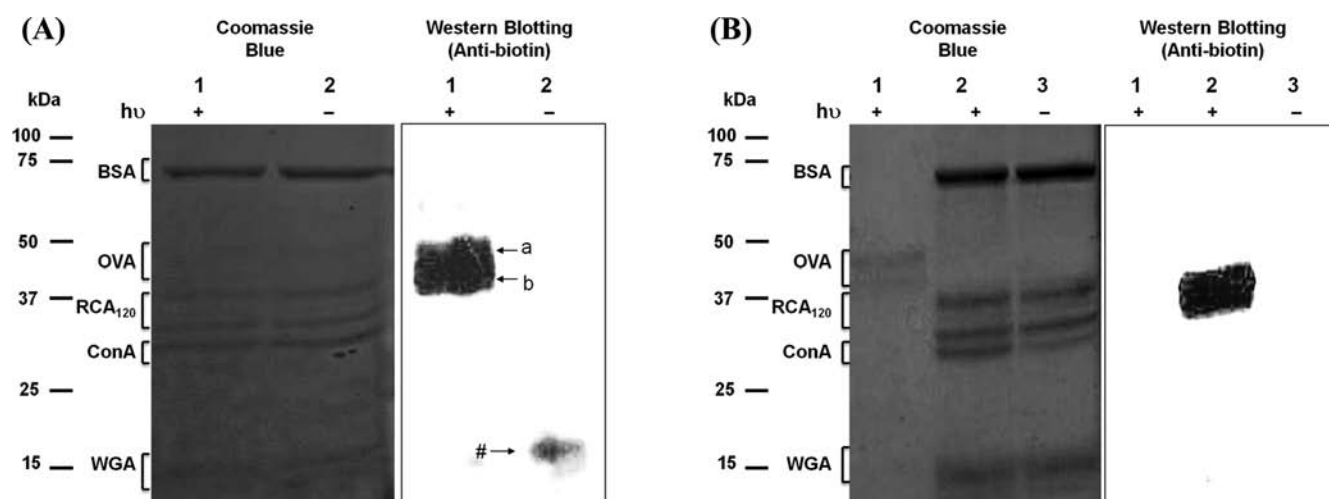 (A)
Coomassie
Blue
Western Blotting
(Anti-biotin)
1 2 1 2
kDa
hυ + – + –
100
75
BSA
50
OVA
a
b
37
RCA120
ConA
25
#
15
WGA
(B)
Coomassie
Blue
Western Blotting
(Anti-biotin)
1 2 3 1 2 3
kDa
hυ + + – + + –
100
75
BSA
50
OVA
37
RCA120
ConA
25
15
WGA